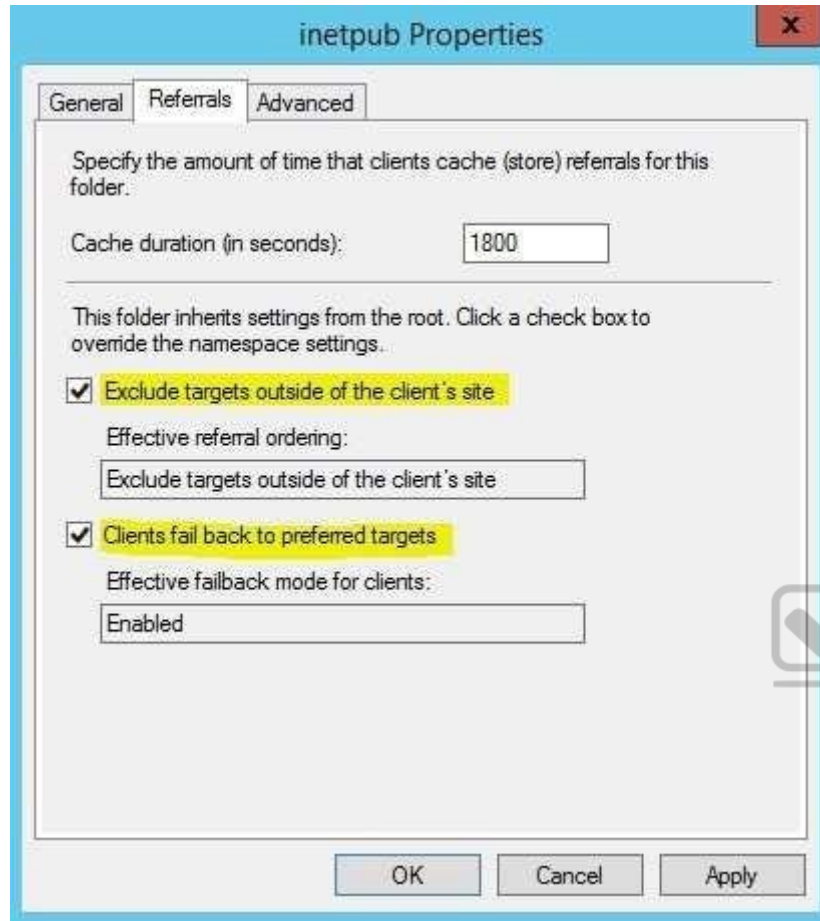 inetpub Properties
x
General Referrals Advanced
Specify the amount of time that clients cache (store) referrals for this
folder.
Cache duration (in seconds): 1800
This folder inherits settings from the root. Click a check box to
override the namespace settings.
Exclude targets outside of the client's site
Effective referral ordering:
Exclude targets outside of the client's site
Clients fail back to preferred targets
Effective failback mode for clients:
Enabled
OK Cancel Apply